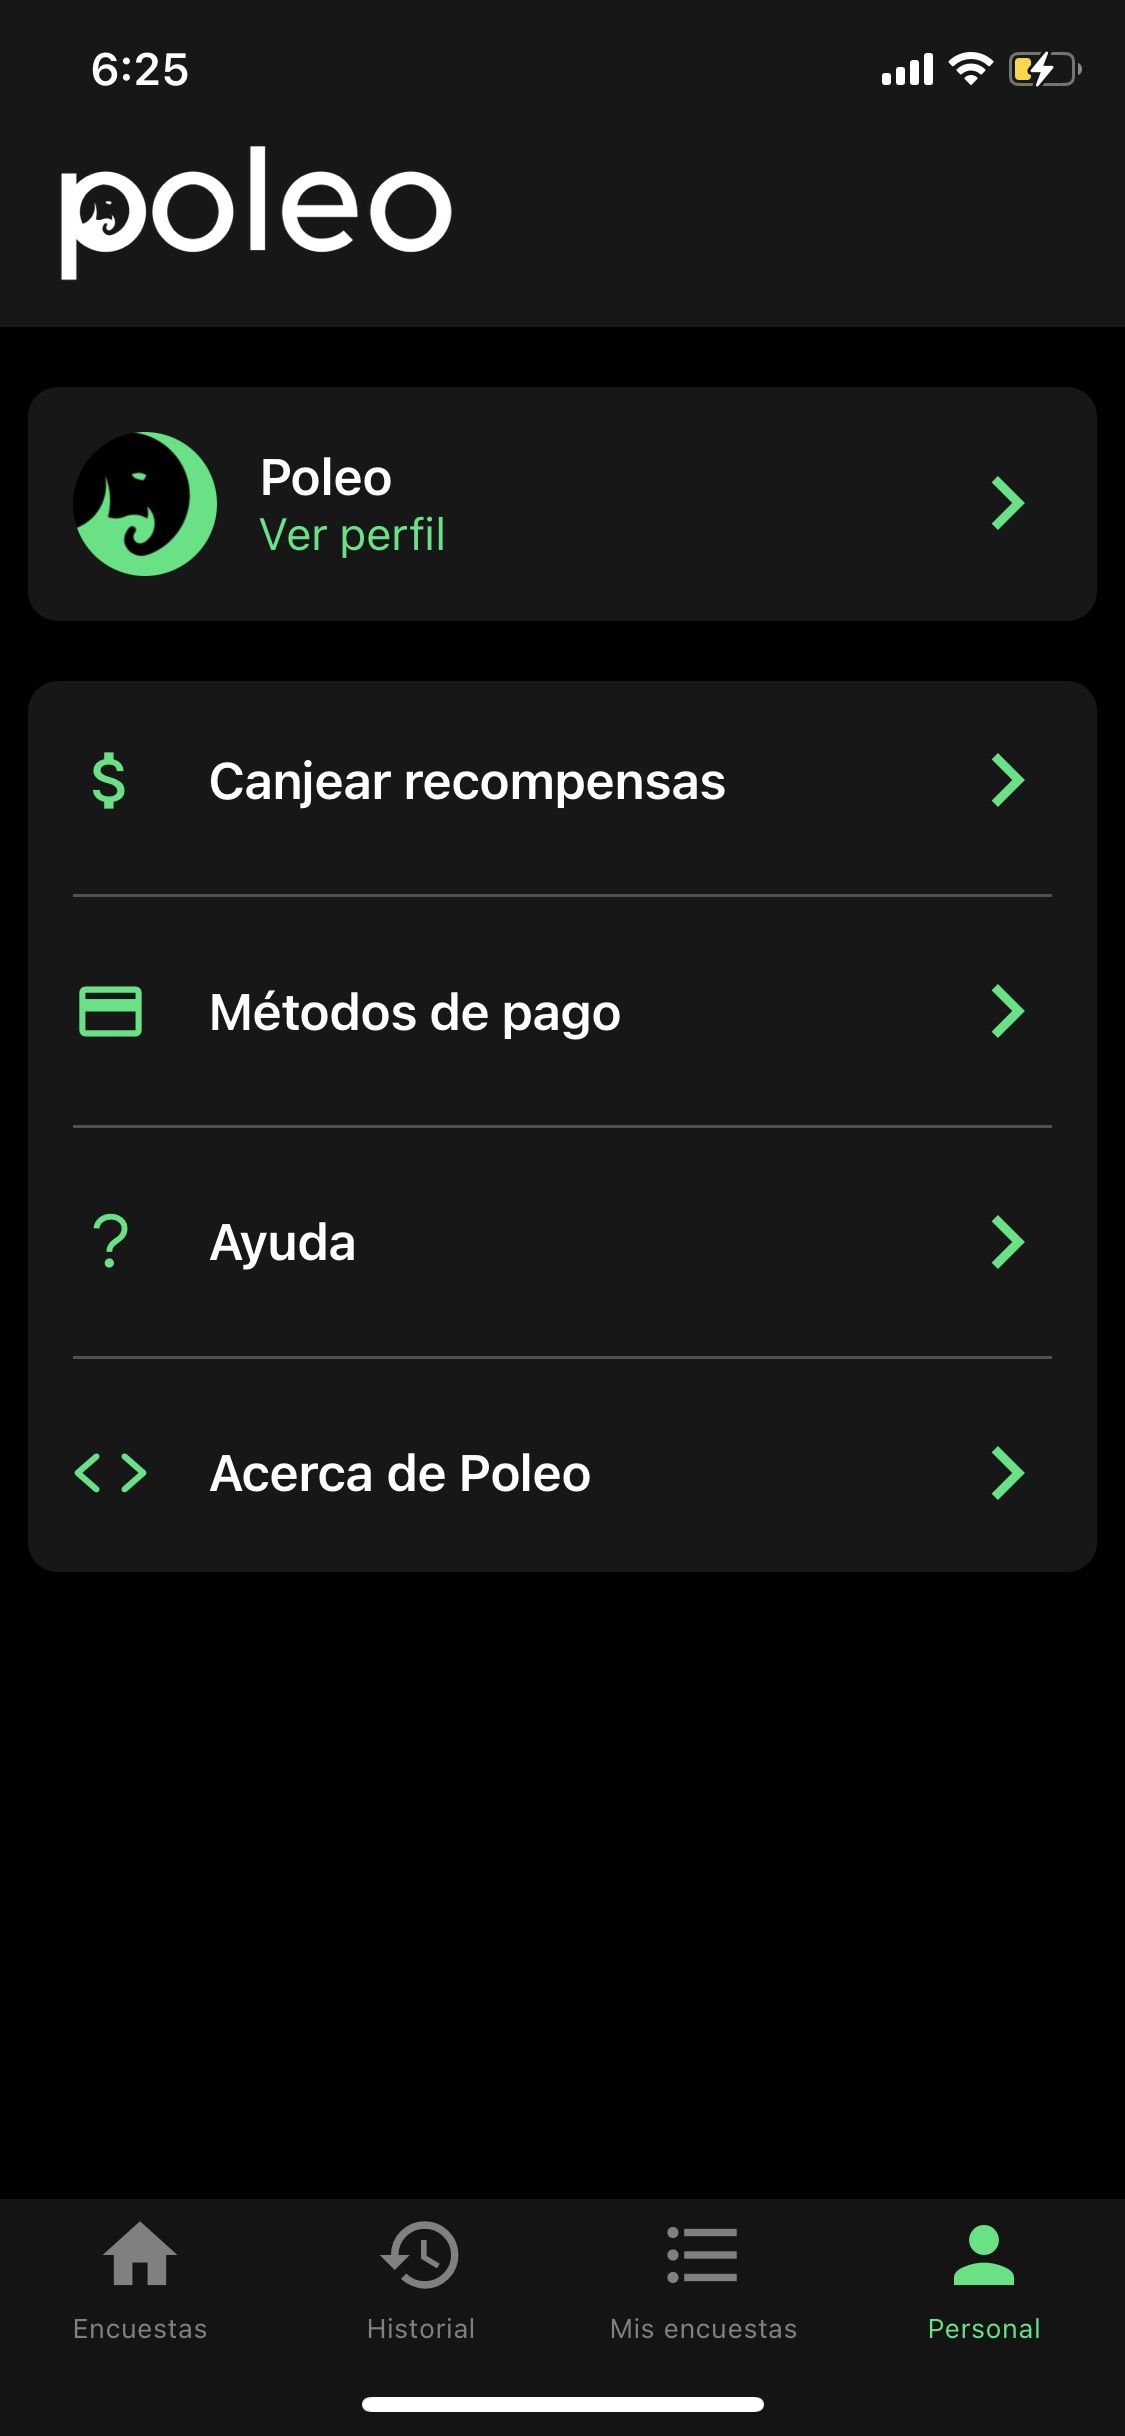 6:25
poleo
Poleo
Ver perfil
$ Canjear recompensas
Métodos de pago
? Ayuda
< > Acerca de Poleo
Encuestas Historial Mis encuestas Personal